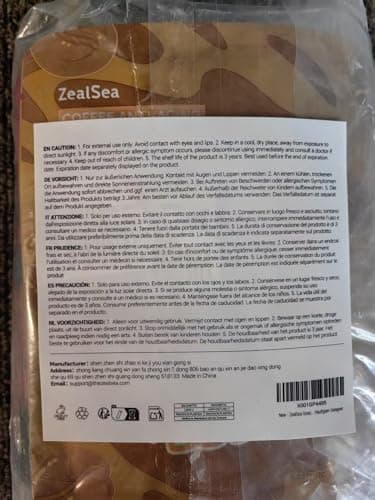 ZealSea
EN CAUTION: 1. For external use only. Avoid contact with eyes and lips. 2. Keep in a cool, dry place, away from exposure to
direct sunlight. 3. If any discomfort or allergic symptom occurs, please discontinue using immediately and consult a doctor if
necessary. 4. Keep out of reach of children. 5. The shelf life of the product is 3 years. Best used before the end of expiration
date. Expiration date separately displayed on the product.
DE VORSICHT: 1. Nur zur äußerlichen Anwendung. Kontakt mit Augen und Lippen vermeiden. 2. An einem kühlen, trockenen
Ort aufbewahren und direkte Sonneneinstrahlung vermeiden. 3. Bei Auftreten von Beschwerden oder allergischen Symptomen
die Anwendung sofort abbrechen und ggf. einen Arzt aufsuchen. 4. Außerhalb der Reichweite von Kindern aufbewahren. 5. Die
Haltbarkeit des Produkts beträgt 3 Jahre. Am besten vor Ablauf des Verfallsdatums verwenden. Das Verfallsdatum ist separat
auf dem Produkt angegeben.
IT ATTENZIONE: 1. Solo per uso esterno. Evitare il contatto con occhi e labbra. 2. Conservare in luogo fresco e asciutto, lontano
dall'esposizione diretta alla luce solare. 3. In caso di qualsiasi disagio o sintomo allergico, interrompere immediatamente l'uso e
consultare un medico se necessario. 4. Tenere fuori dalla portata dei bambini. 5. La durata di conservazione del prodotto è di 3
anni. Da utilizzare preferibilmente prima della data di scadenza. La data di scadenza è indicata separatamente sul prodotto.
FR PRUDENCE: 1. Pour usage externe uniquement. Éviter tout contact avec les yeux et les lèvres. 2. Conservez dans un endroit
frais et sec, à l'abri de la lumière directe du soleil. 3. En cas d'inconfort ou de symptôme allergique, cesser immédiatement
l'utilisation et consulter un médecin si nécessaire. 4. Tenir hors de portée des enfants. 5. La durée de conservation du produit
est de 3 ans. À consommer de préférence avant la date de péremption. La date de péremption est indiquée séparément sur le
produit.
ES PRECAUCIÓN: 1. Solo para uso externo. Evitar el contacto con los ojos y los labios. 2. Conservar en un lugar fresco y seco,
alejado de la exposición a la luz solar directa. 3. Si se produce alguna molestia o síntoma alérgico, suspenda su uso
inmediatamente y consulte a su médico si es necesario. 4. Manténgase fuera del alcance de los niños. 5. La vida útil del
producto es de 3 años. Consumir preferentemente antes de su fecha de caducidad. La fecha de caducidad se muestra por
separado en el producto.
NL VOORZICHTIGHEID: 1. Alleen voor uitwendig gebruik. Vermijd contact met ogen en lippen. 2. Bewaar op een koele, droge
plaats, uit de buurt van direct zonlicht. 3. Stop onmiddellijk met het gebruik als er ongemak of allergische symptomen optreden
en raadpleeg indien nodig een arts. 4. Buiten bereik van kinderen houden. 5. De houdbaarheid van het product is 3 jaar. Het
beste te gebruiken voor het einde van de houdbaarheidsdatum. De houdbaarheidsdatum staat apart op het product vermeld.
Manufacturer : shen zhen shi zhao xi ke ji you xian gong si
Address: zhong liang chuang xin yan fa zhong xin 1 dong 806 bao an qu xin an jie dao xing dong
she qu 69 qu shen zhen shi guang dong sheng 518133 Made in China
Email :
12M
X001GP44B5
New